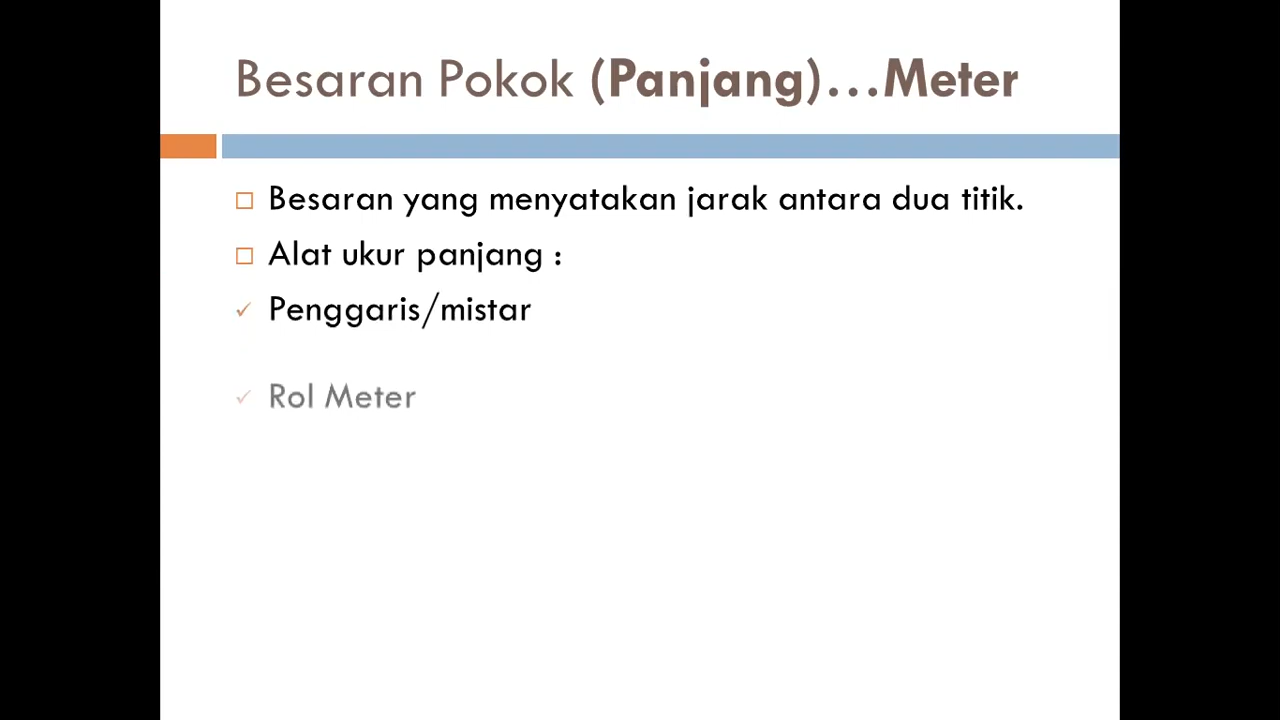 Besaran Pokok (Panjang)...Meter
Besaran yang menyatakan jarak antara dua titik.
Alat ukur panjang :
Penggaris/mistar
Rol Meter